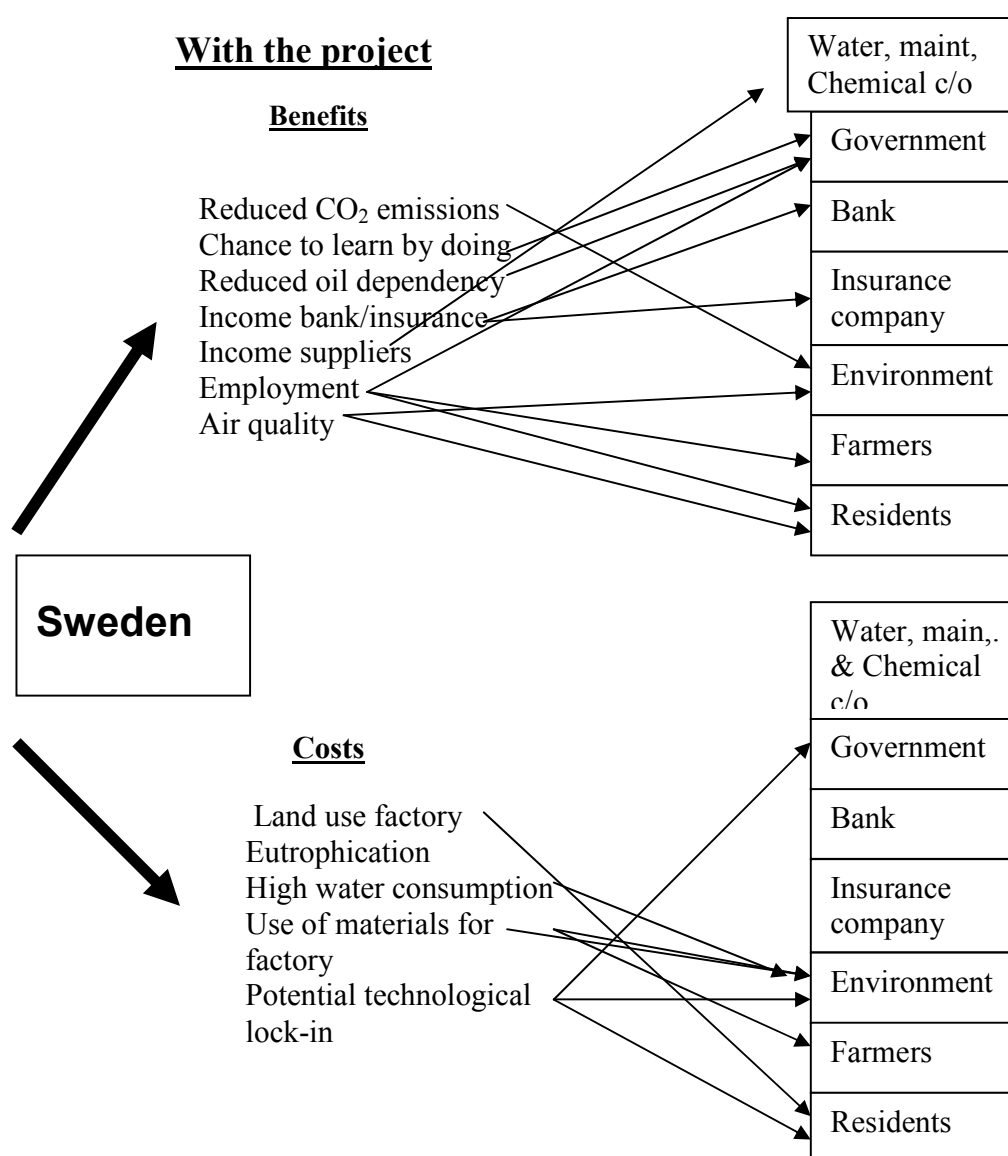 With the project
Benefits
Reduced CO₂ emissions
Chance to learn by doing
Reduced oil dependency
Income bank/insurance
Income suppliers
Employment
Air quality
Water, maint,
Chemical c/o
Government
Bank
Insurance
company
Environment
Farmers
Residents
Sweden
Costs
Land use factory
Eutrophication
High water consumption
Use of materials for
factory
Potential technological
lock-in
Water, main,.
& Chemical
c/o
Government
Bank
Insurance
company
Environment
Farmers
Residents